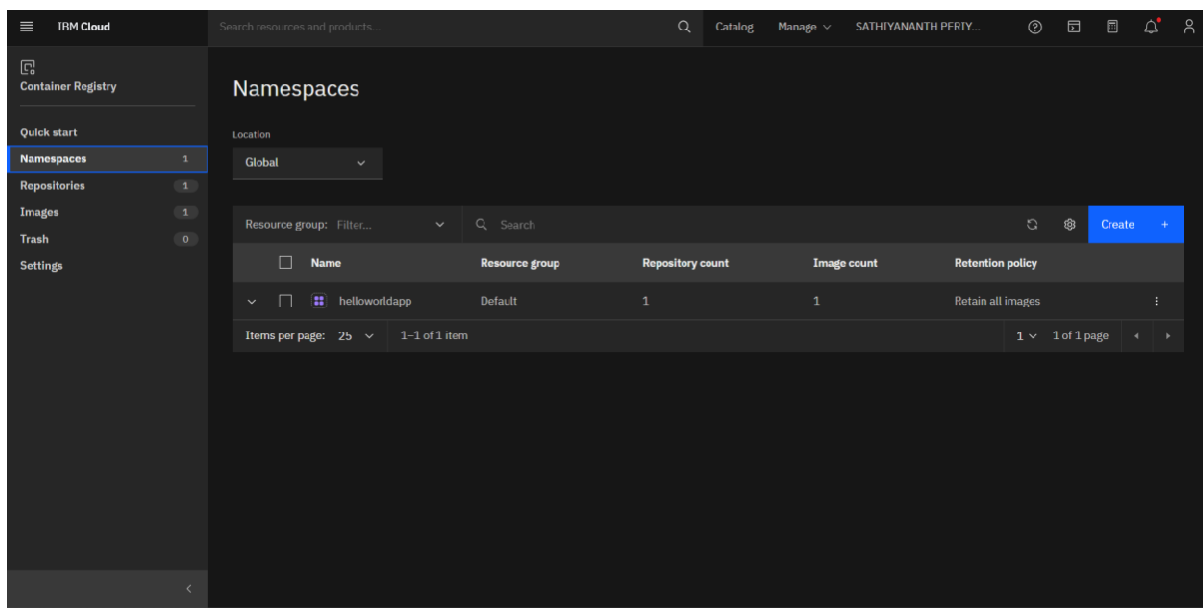 IBM Cloud
Search resources and products...
Catalog
Manage
SATHIYANANTH PERIY...
Container Registry
Quick start
Namespaces 1
Repositories 1
Images 1
Trash 0
Settings
Namespaces
Location
Global
Resource group: Filter...
Search
Create +
Name Resource group Repository count Image count Retention policy
helloworldapp Default 1 1 Retain all images
Items per page: 25 1–1 of 1 item 1 1 of 1 page